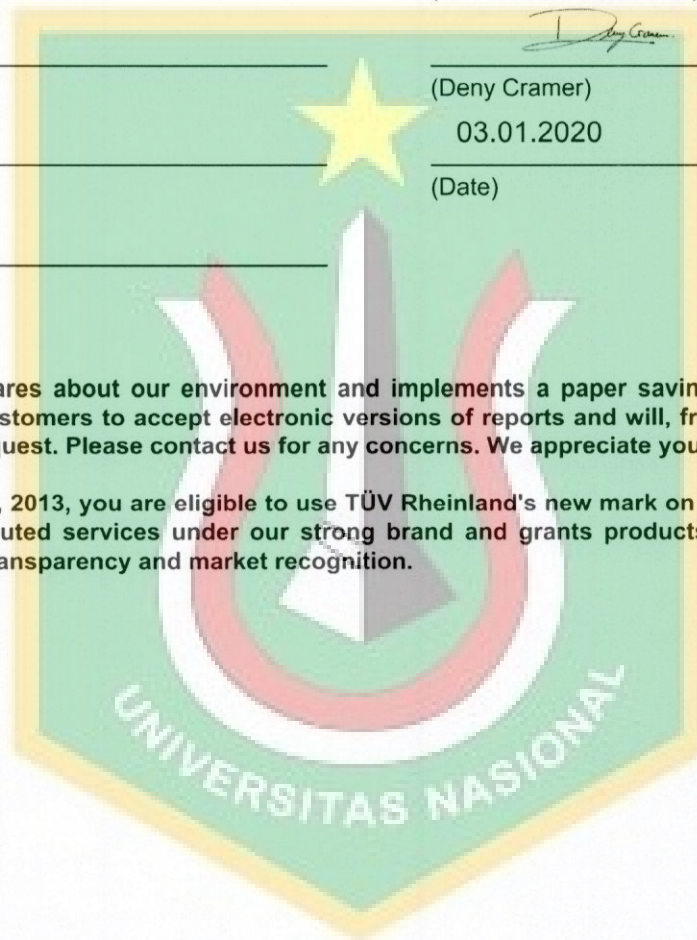 Deny Cramer
(Deny Cramer)
03.01.2020
(Date)
ares about our environment and implements a paper savin
stomers to accept electronic versions of reports and will, fr
quest. Please contact us for any concerns. We appreciate you
, 2013, you are eligible to use TÜV Rheinland's new mark on
uted services under our strong brand and grants products
ansparency and market recognition.
UNIVERSITAS NASIONAL